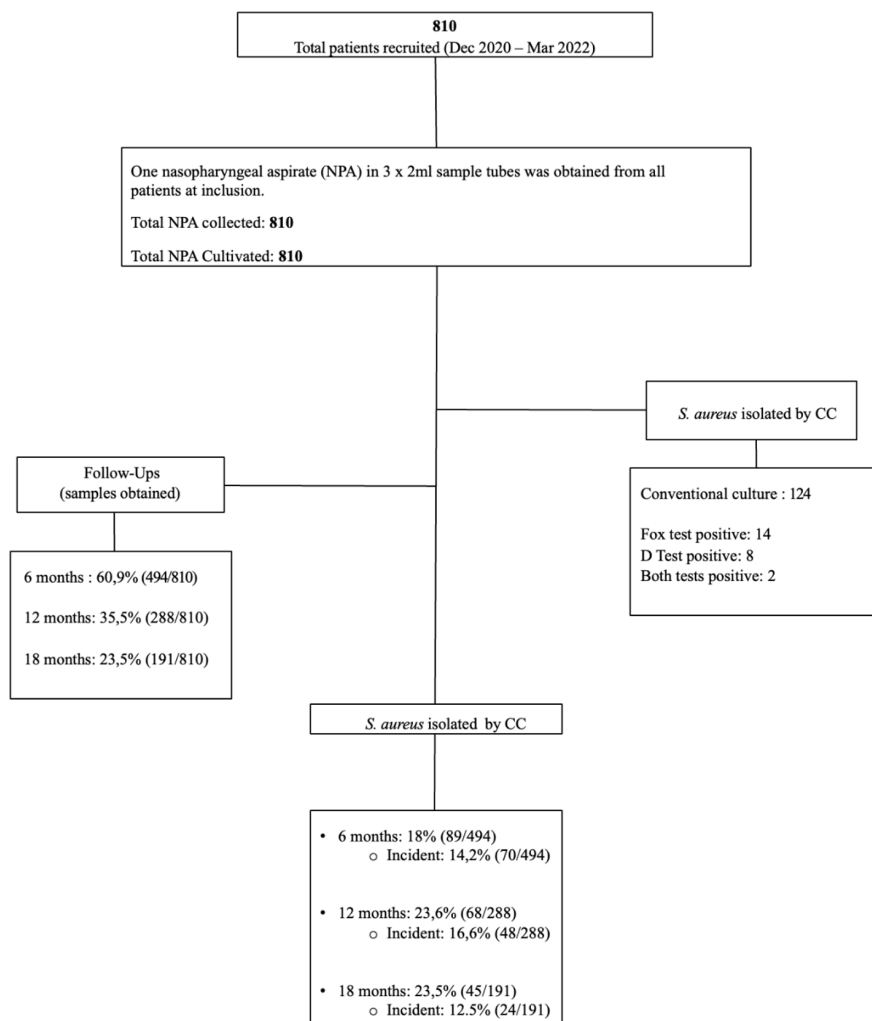 810
Total patients recruited (Dec 2020 – Mar 2022)
One nasopharyngeal aspirate (NPA) in 3 x 2ml sample tubes was obtained from all
patients at inclusion.
Total NPA collected: 810
Total NPA Cultivated: 810
S. aureus isolated by CC
Conventional culture : 124
Fox test positive: 14
D Test positive: 8
Both tests positive: 2
Follow-Ups
(samples obtained)
6 months : 60,9% (494/810)
12 months: 35,5% (288/810)
18 months: 23,5% (191/810)
S. aureus isolated by CC
• 6 months: 18% (89/494)
o Incident: 14,2% (70/494)
• 12 months: 23,6% (68/288)
o Incident: 16,6% (48/288)
• 18 months: 23,5% (45/191)
o Incident: 12.5% (24/191)